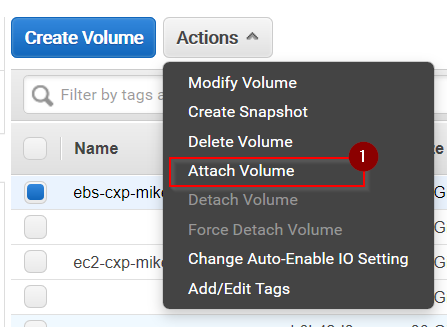 Create Volume
Actions
Filter by tags
Modify Volume
Create Snapshot
Delete Volume
1
Attach Volume
Detach Volume
Force Detach Volume
Change Auto-Enable IO Setting
Add/Edit Tags
Name
ebs-cxp-mike
ec2-cxp-mike